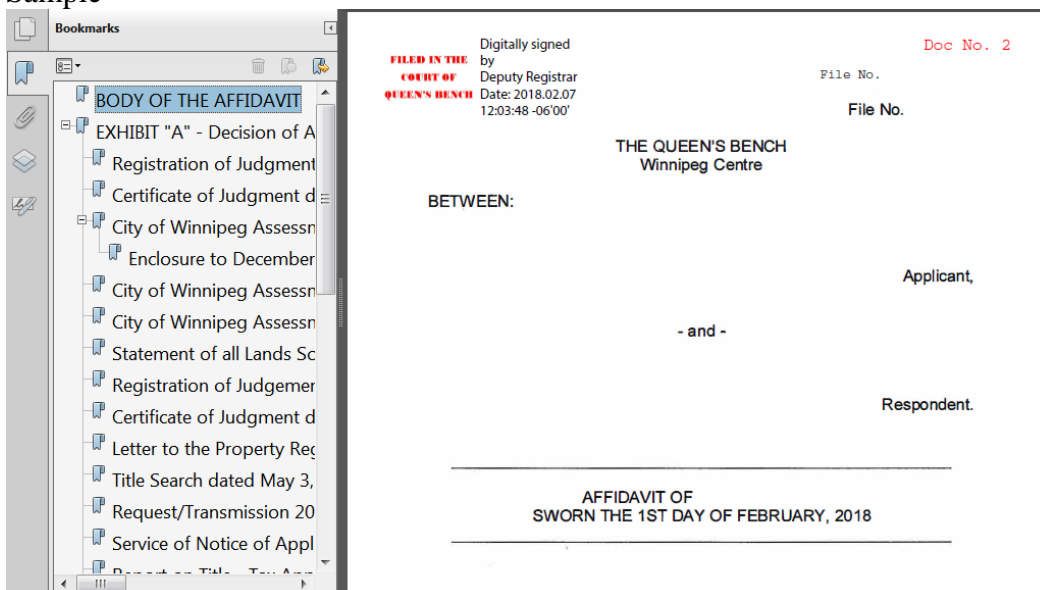 Sample
Bookmarks
BODY OF THE AFFIDAVIT
EXHIBIT "A" - Decision of A
Registration of Judgment
Certificate of Judgment d
City of Winnipeg Assessn
Enclosure to December
City of Winnipeg Assessn
City of Winnipeg Assessn
Statement of all Lands Sc
Registration of Judgemer
Certificate of Judgment d
Letter to the Property Reg
Title Search dated May 3,
Request/Transmission 20
Service of Notice of Appl
Report on Title - Tax App
FILED IN THE
COURT OF
QUEEN'S BENCH
Digitally signed
by
Deputy Registrar
Date: 2018.02.07
12:03:48 -06'00'
Doc No. 2
File No.
File No.
THE QUEEN'S BENCH
Winnipeg Centre
BETWEEN:
Applicant,
- and -
Respondent.
AFFIDAVIT OF
SWORN THE 1ST DAY OF FEBRUARY, 2018